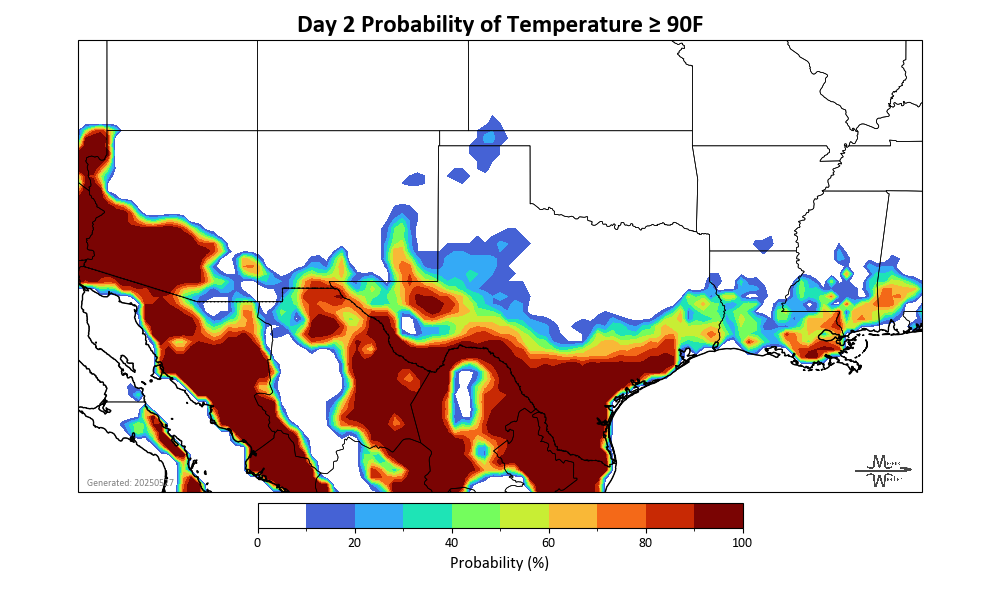 Day 2 Probability of Temperature ≥ 90F
Generated: 20250527
0 20 40 60 80 100
Probability (%)